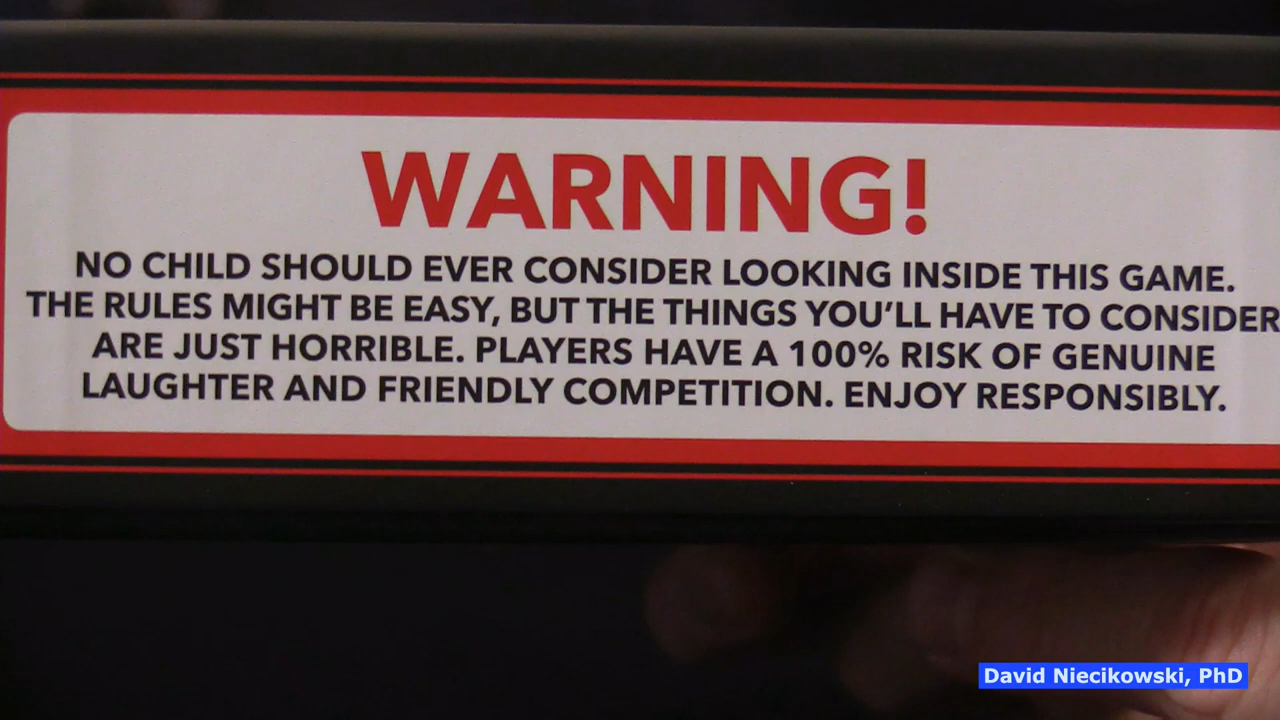 WARNING!
NO CHILD SHOULD EVER CONSIDER LOOKING INSIDE THIS GAME.
THE RULES MIGHT BE EASY, BUT THE THINGS YOU'LL HAVE TO CONSIDER
ARE JUST HORRIBLE. PLAYERS HAVE A 100% RISK OF GENUINE
LAUGHTER AND FRIENDLY COMPETITION. ENJOY RESPONSIBLY.
David Niecikowski, PhD